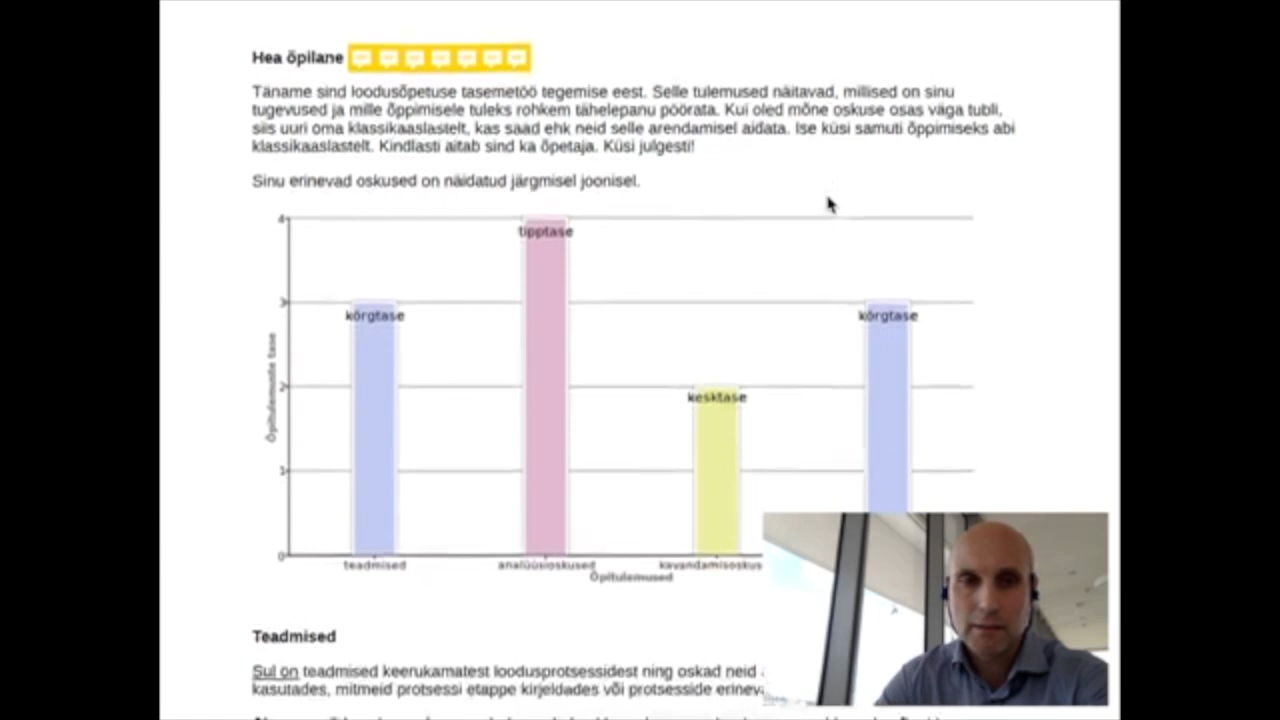 Hea õpilane
Täname sind loodusõpetuse tasemetöö tegemise eest. Selle tulemused näitavad, millised on sinu
tugevused ja mille õppimisele tuleks rohkem tähelepanu pöörata. Kui oled mõne oskuse osas väga tubli,
siis uuri oma klassikaaslastelt, kas saad ehk neid selle arendamisel aidata. Ise küsi samuti õppimiseks abi
klassikaaslastelt. Kindlasti aitab sind ka õpetaja. Küsi julgesti!
Sinu erinevad oskused on näidatud järgmisel joonisel.
4
tipptase
3
kõrgtase
kõrgtase
Õpitulemuste tase
2
kesktase
1
0
teadmised
analüüsioskused
kavandamisoskus
Õpitulemused
Teadmised
Sul on teadmised keerukamatest loodusprotsessidest ning oskad neid
kasutades, mitmeid protsessi etappe kirjeldades või protsesside erinev